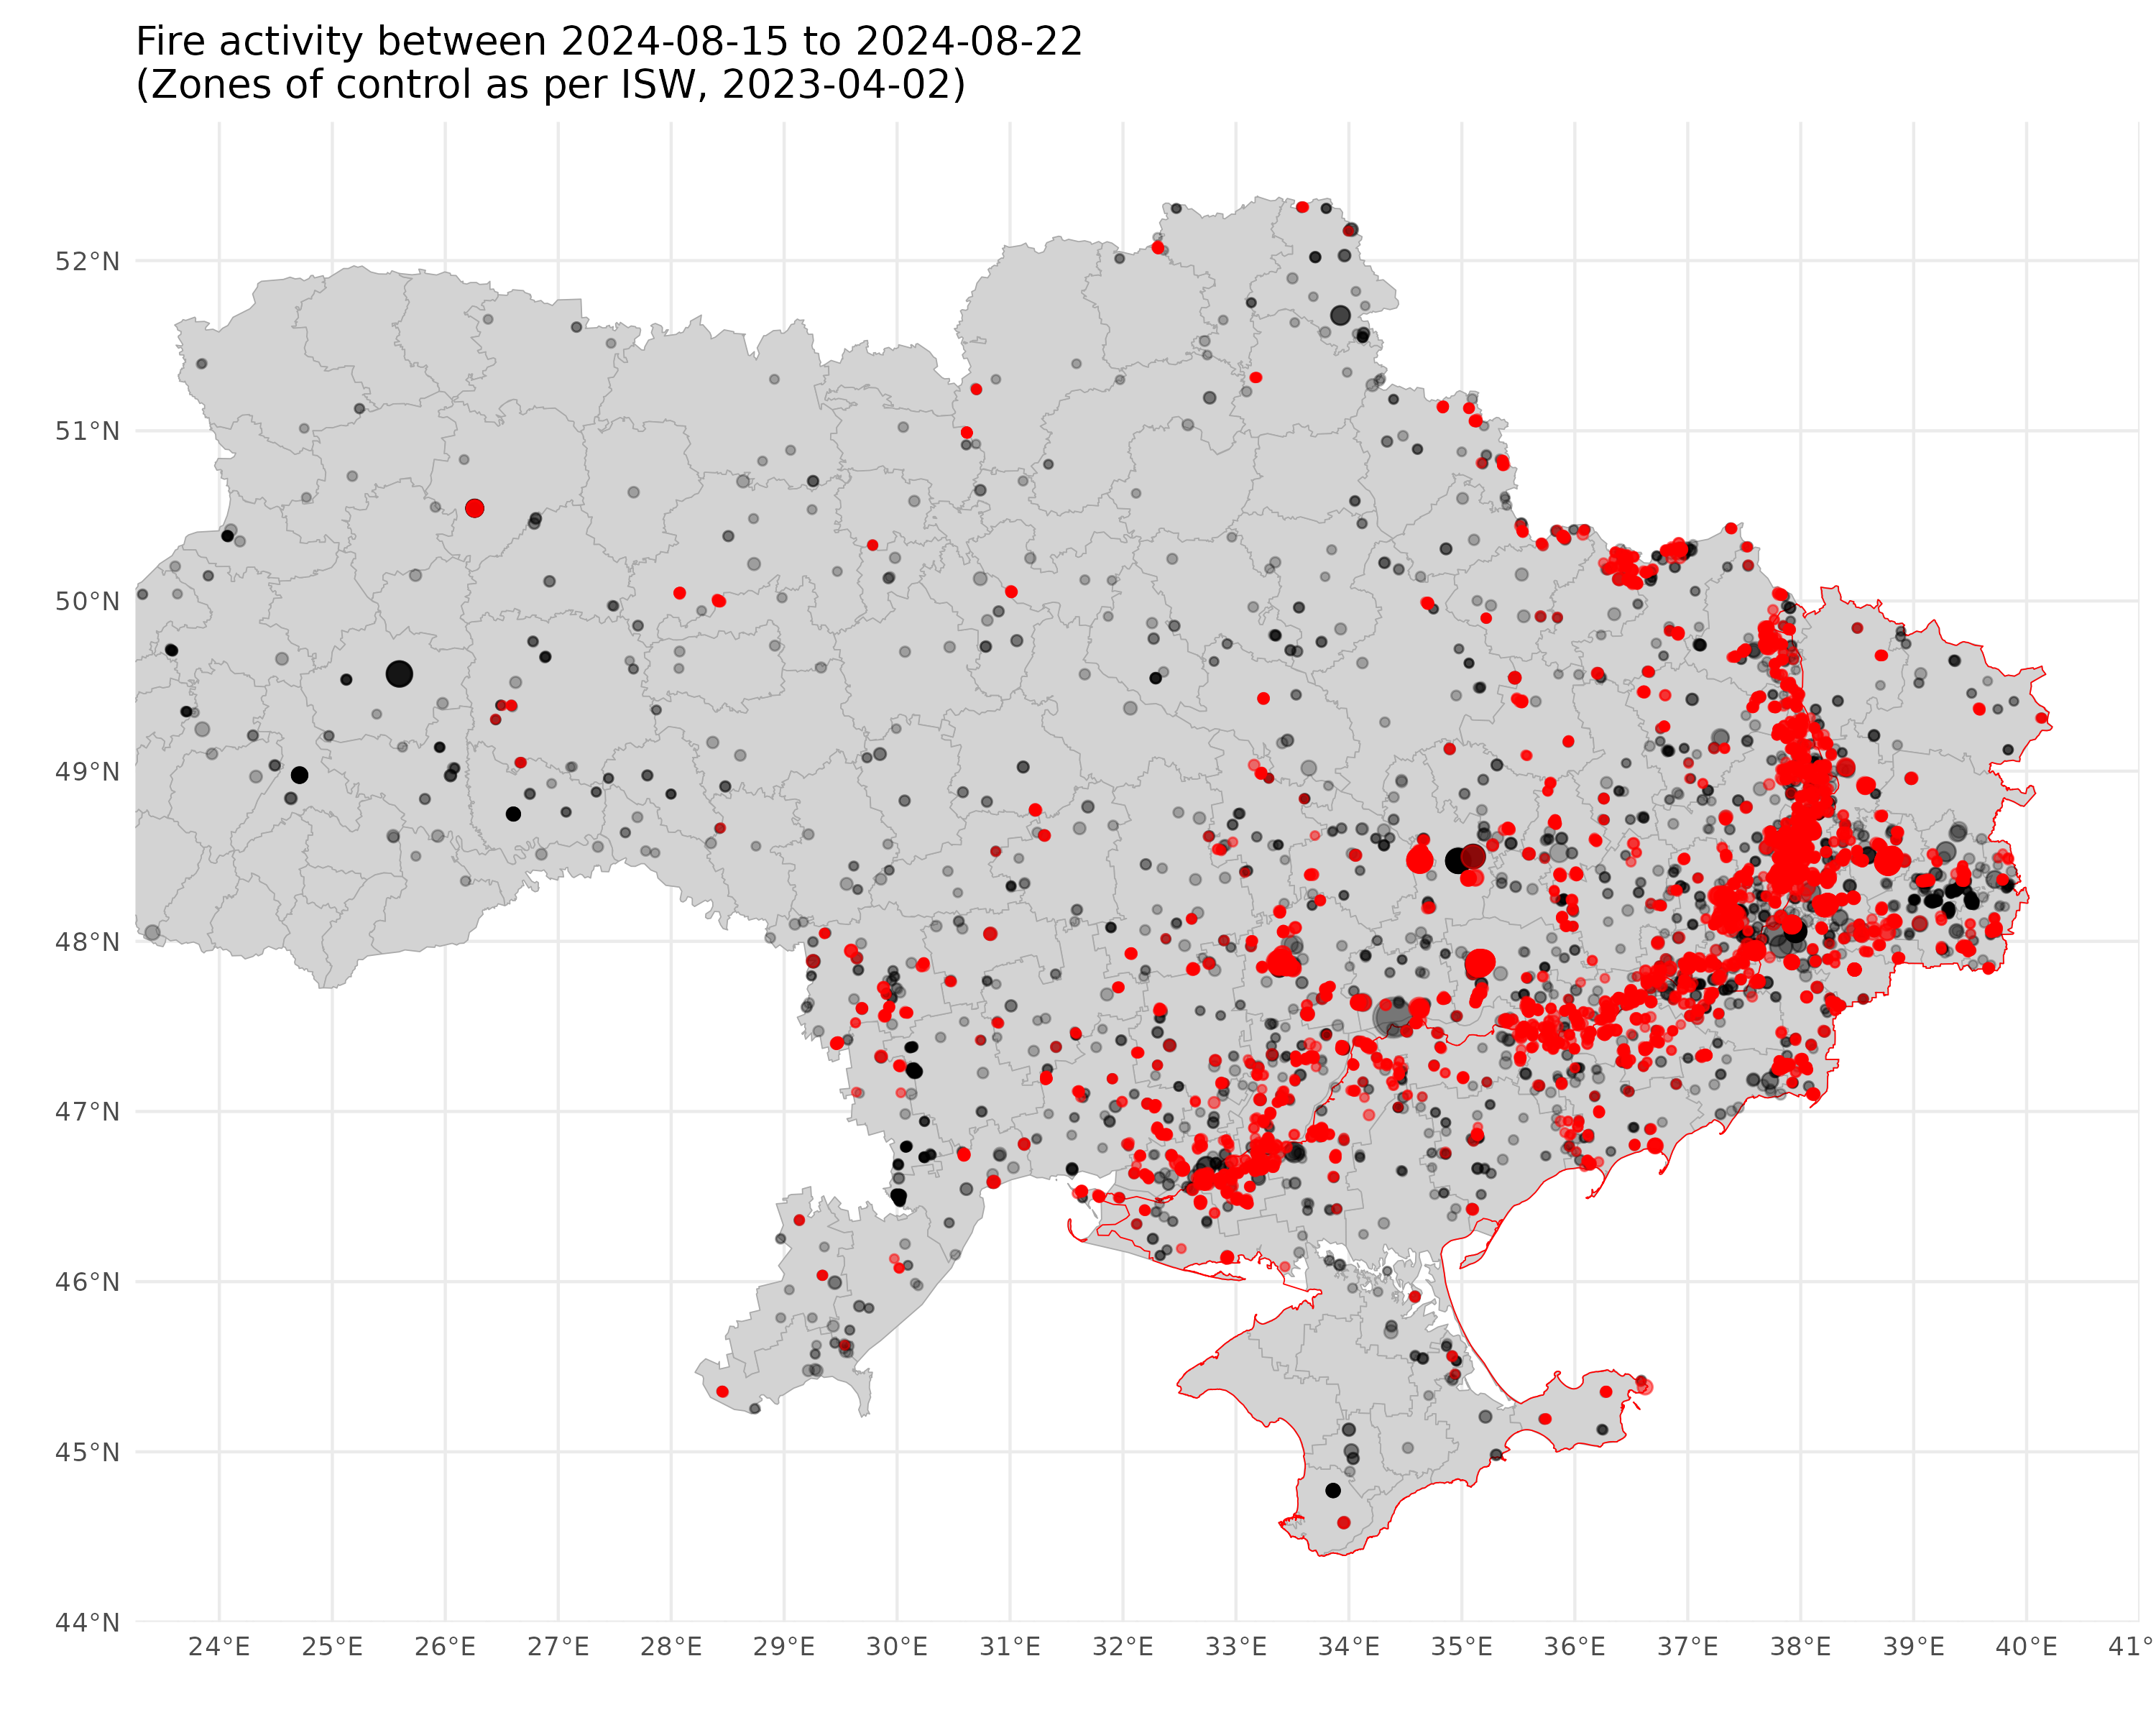 Fire activity between 2024-08-15 to 2024-08-22
(Zones of control as per ISW, 2023-04-02)
52°N
51°N
50°N
49°N
48°N
47°N
46°N
45°N
44°N
24°E 25°E 26°E 27°E 28°E 29°E 30°E 31°E 32°E 33°E 34°E 35°E 36°E 37°E 38°E 39°E 40°E 41°